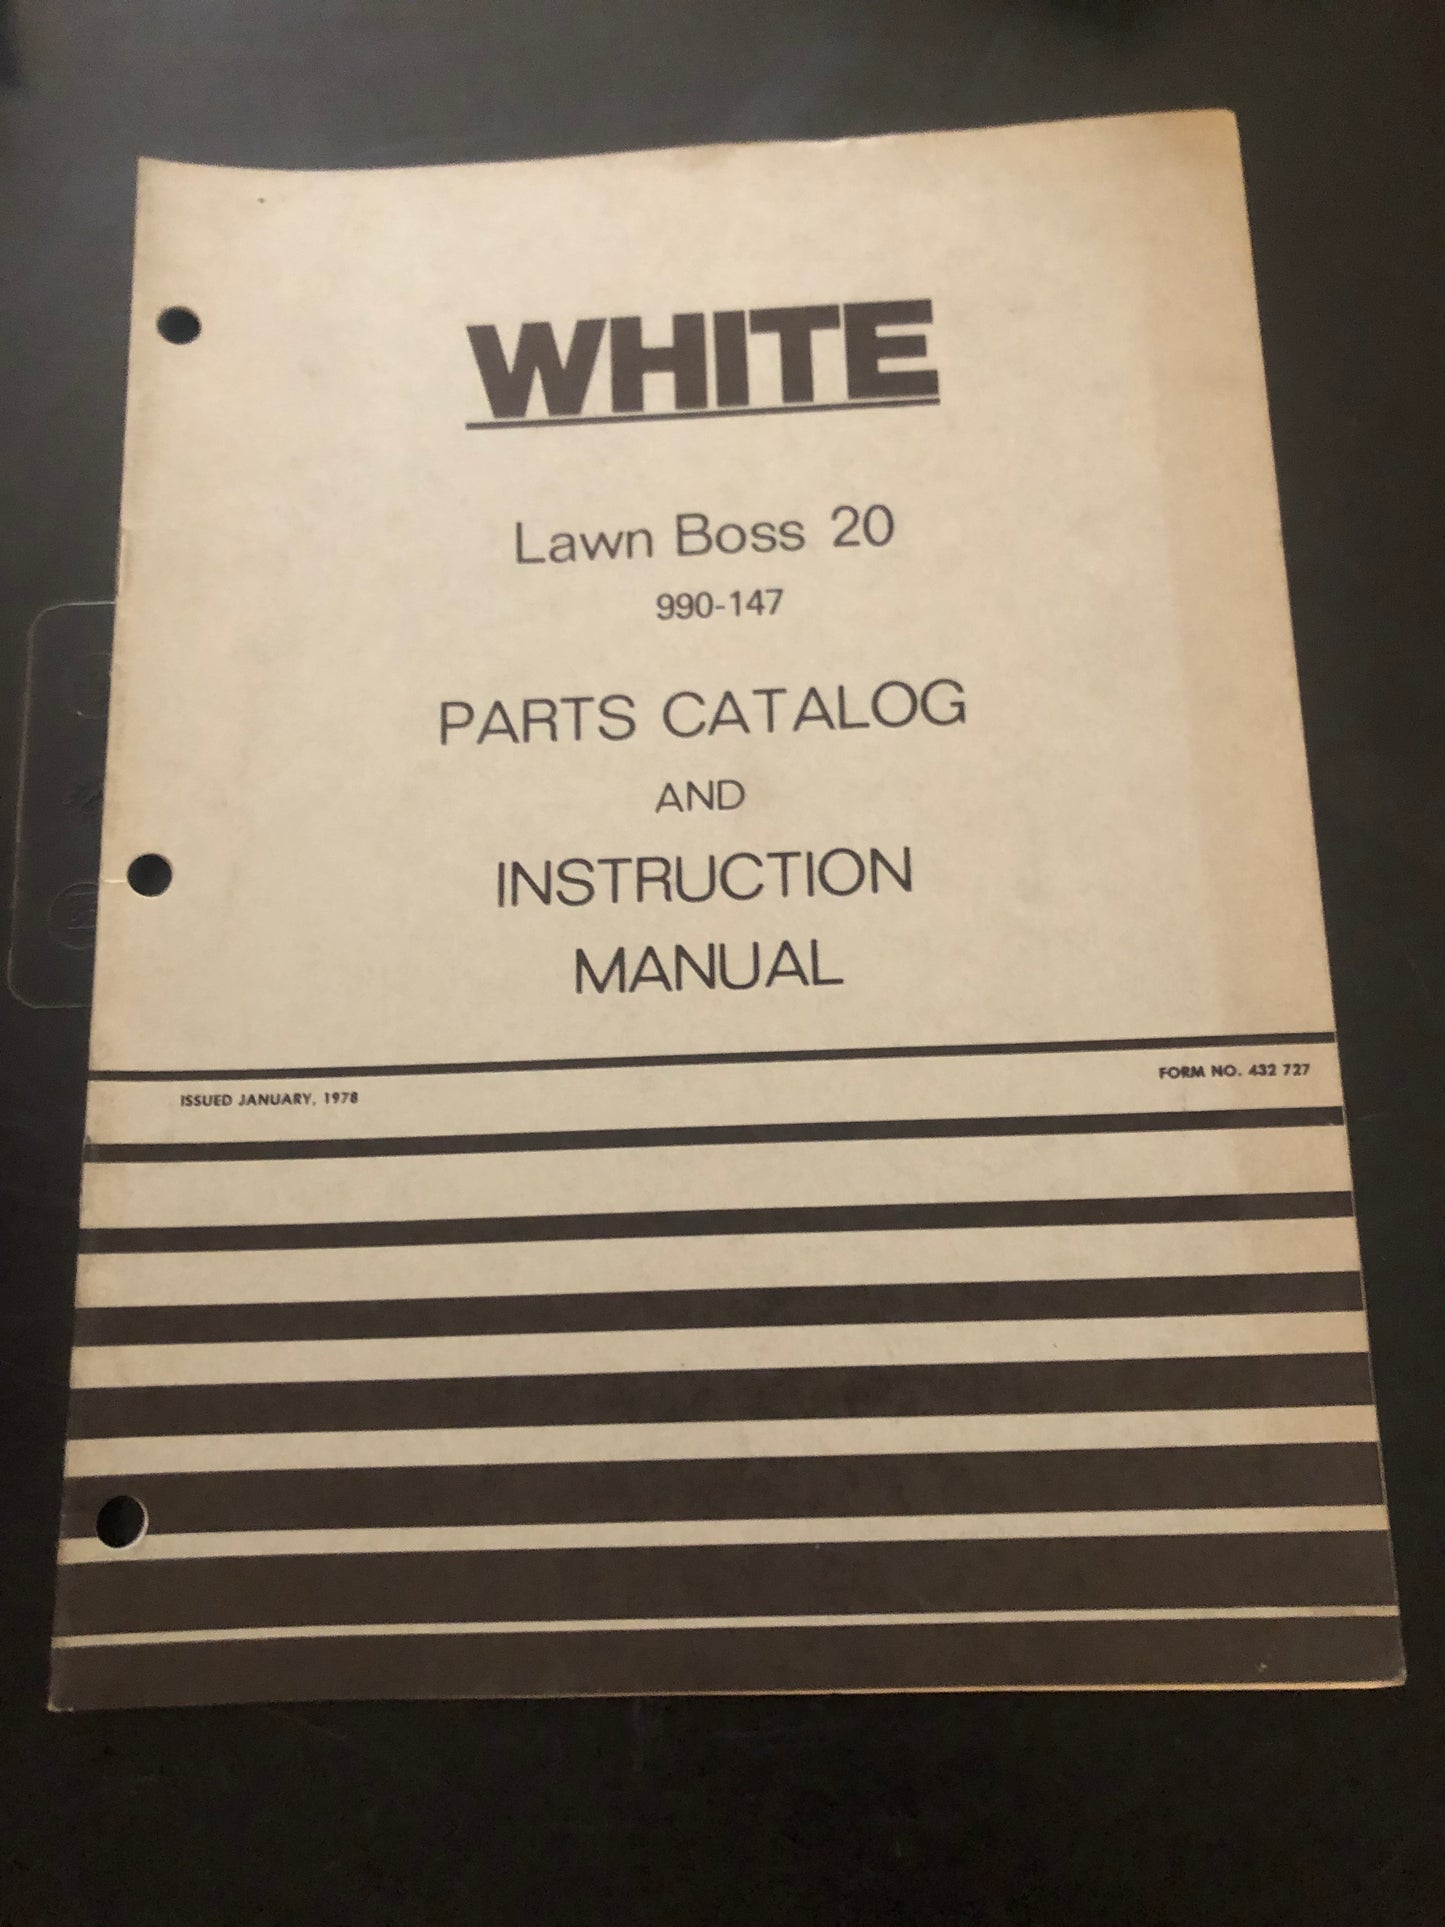 WHITE
Lawn Boss 20
990-147
PARTS CATALOG
AND
INSTRUCTION
MANUAL
ISSUED JANUARY, 1978
FORM NO. 432 727